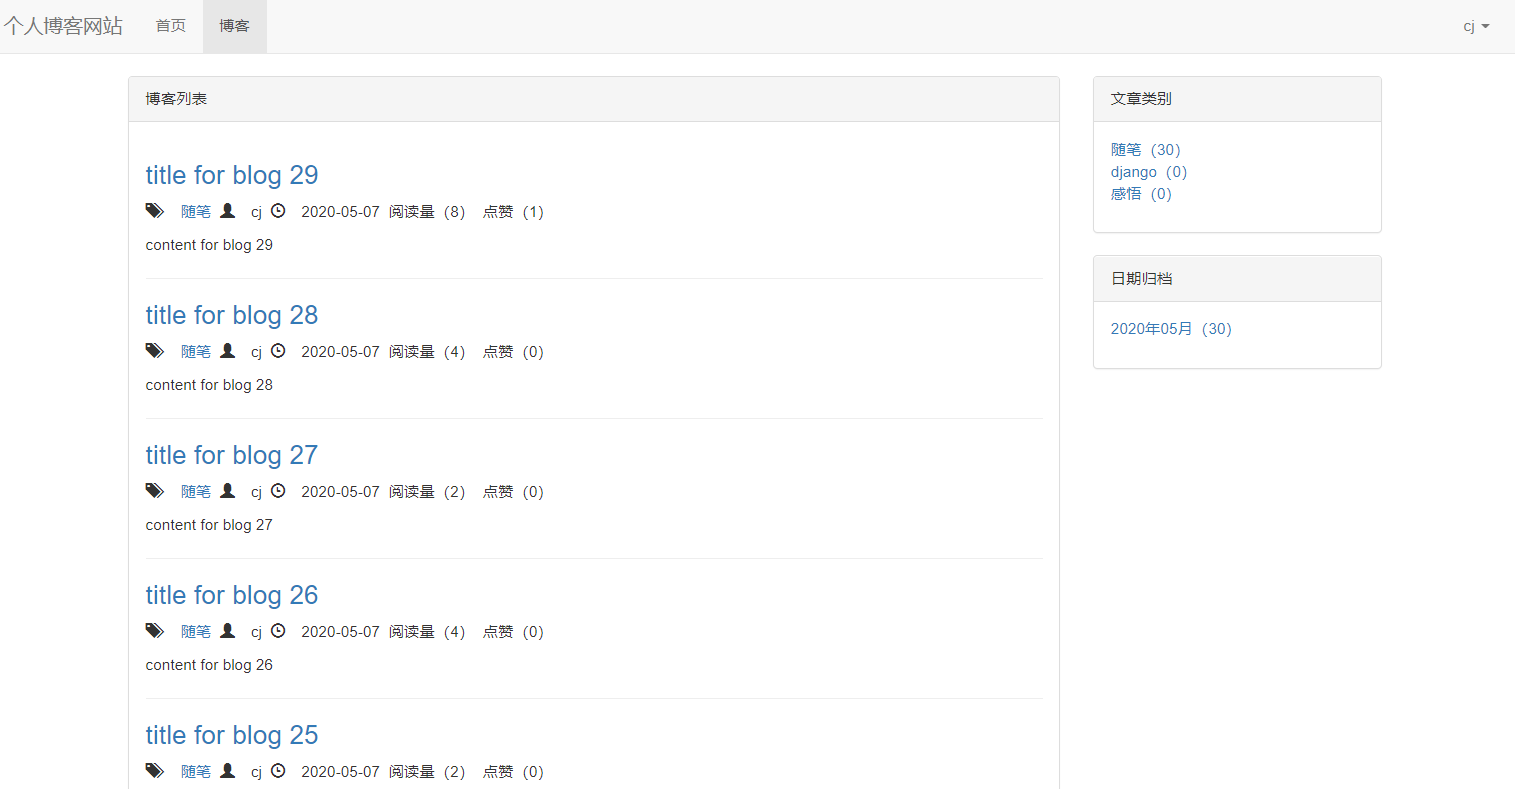 个人博客网站 首页 博客 cj
博客列表
title for blog 29
随笔 cj 2020-05-07 阅读量（8） 点赞（1）
content for blog 29
title for blog 28
随笔 cj 2020-05-07 阅读量（4） 点赞（0）
content for blog 28
title for blog 27
随笔 cj 2020-05-07 阅读量（2） 点赞（0）
content for blog 27
title for blog 26
随笔 cj 2020-05-07 阅读量（4） 点赞（0）
content for blog 26
title for blog 25
随笔 cj 2020-05-07 阅读量（2） 点赞（0）
文章类别
随笔（30）
django（0）
感悟（0）
日期归档
2020年05月（30）